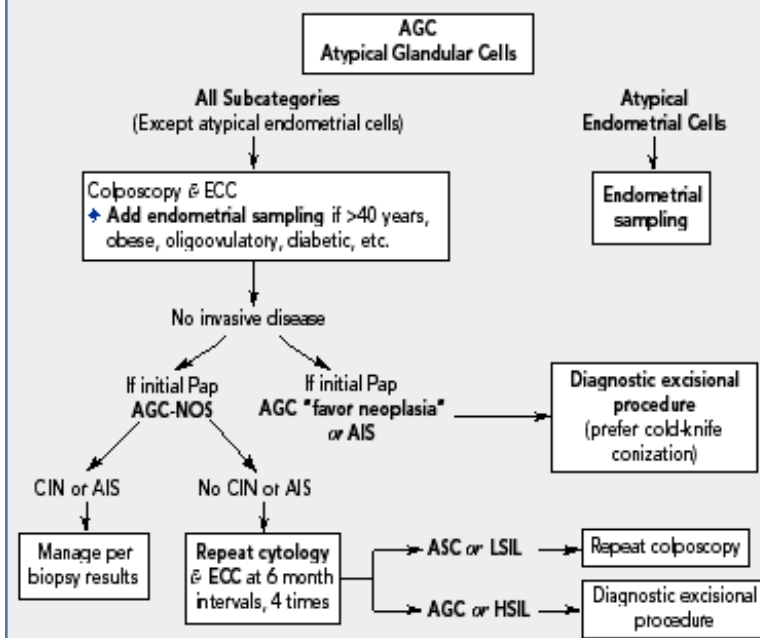 AGC
Atypical Glandular Cells
All Subcategories
(Except atypical endometrial cells)
Atypical
Endometrial Cells
Colposcopy & ECC
Add endometrial sampling if >40 years,
obese, oligoovulatory, diabetic, etc.
Endometrial
sampling
No invasive disease
If initial Pap
AGC-NOS
If initial Pap
AGC "favor neoplasia"
or AIS
Diagnostic excisional
procedure
(prefer cold-knife
conization)
CIN or AIS
No CIN or AIS
Manage per
biopsy results
Repeat cytology
& ECC at 6 month
intervals, 4 times
ASC or LSIL
Repeat colposcopy
AGC or HSIL
Diagnostic excisional
procedure